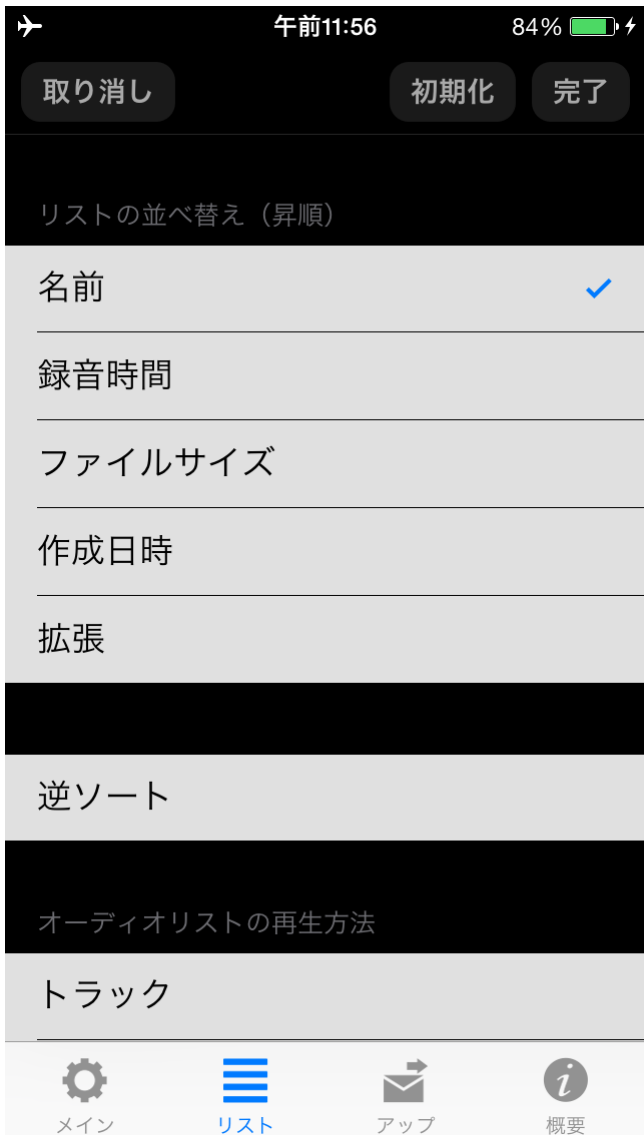 午前11:56
84%
取り消し
初期化
完了
リストの並べ替え（昇順）
名前
録音時間
ファイルサイズ
作成日時
拡張
逆ソート
オーディオリストの再生方法
トラック
メイン
リスト
アップ
概要